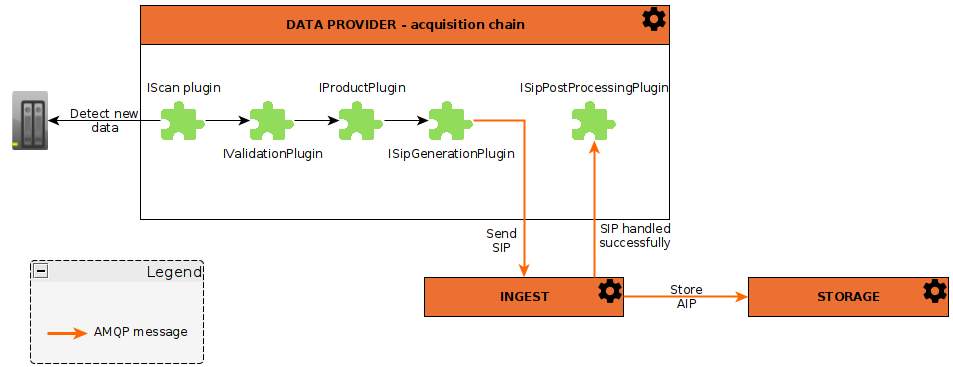 DATA PROVIDER - acquisition chain
IScan plugin
IProductPlugin
ISipPostProcessingPlugin
Detect new
data
IValidationPlugin
ISipGenerationPlugin
Send
SIP
SIP handled
successfully
Legend
AMQP message
INGEST
Store
AIP
STORAGE